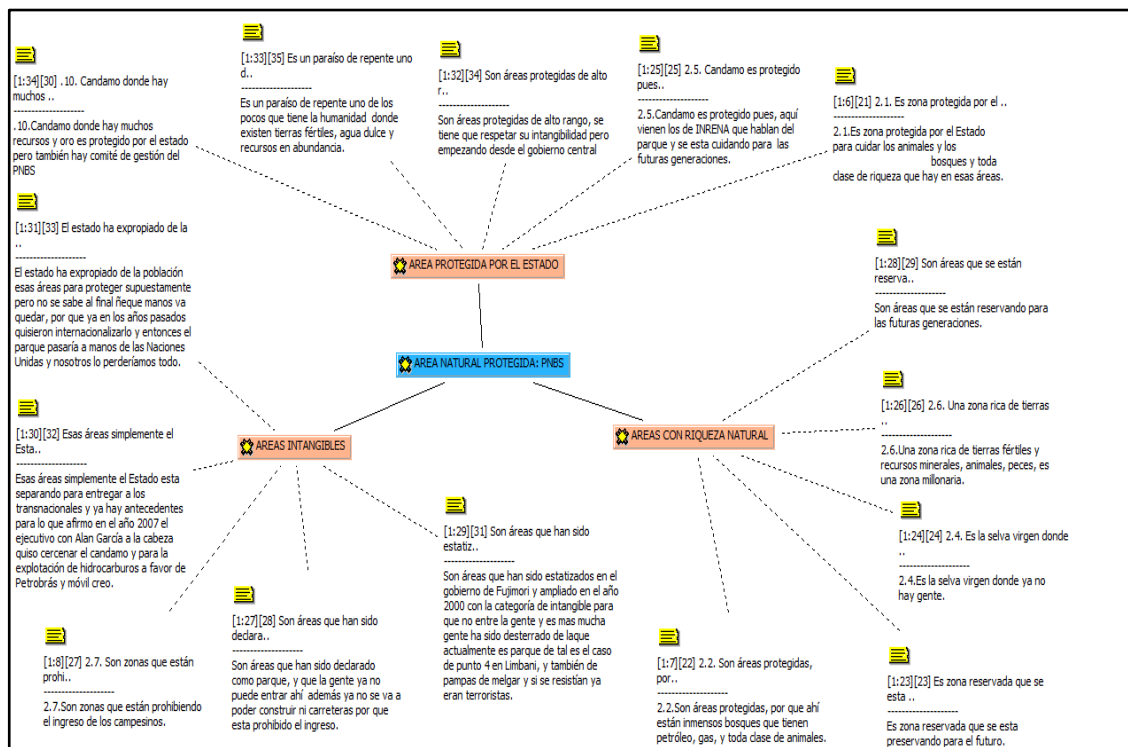 [1:34][30] .10. Candamo donde hay
muchos ..
--------------------
.10.Candamo donde hay muchos
recursos y oro es protegido por el estado
pero también hay comité de gestión del
PNBS
[1:33][35] Es un paraíso de repente uno
d..
--------------------
Es un paraíso de repente uno de los
pocos que tiene la humanidad donde
existen tierras fértiles, agua dulce y
recursos en abundancia.
[1:32][34] Son áreas protegidas de alto
r..
--------------------
Son áreas protegidas de alto rango, se
tiene que respetar su intangibilidad pero
empezando desde el gobierno central
[1:25][25] 2.5. Candamo es protegido
pues..
--------------------
2.5.Candamo es protegido pues, aquí
vienen los de INRENA que hablan del
parque y se esta cuidando para las
futuras generaciones.
[1:6][21] 2.1. Es zona protegida por el ..
--------------------
2.1.Es zona protegida por el Estado
para cuidar los animales y los
bosques y toda
clase de riqueza que hay en esas áreas.
AREA PROTEGIDA POR EL ESTADO
[1:31][33] El estado ha expropiado de la
..
--------------------
El estado ha expropiado de la población
esas áreas para proteger supuestamente
pero no se sabe al final ñeque manos va
quedar, por que ya en los años pasados
quisieron internacionalizarlo y entonces el
parque pasaría a manos de las Naciones
Unidas y nosotros lo perderíamos todo.
[1:28][29] Son áreas que se están
reserva..
--------------------
Son áreas que se están reservando para
las futuras generaciones.
AREA NATURAL PROTEGIDA: PNBS
[1:30][32] Esas áreas simplemente el
Esta..
--------------------
Esas áreas simplemente el Estado esta
separando para entregar a los
transnacionales y ya hay antecedentes
para lo que afirmo en el año 2007 el
ejecutivo con Alan García a la cabeza
quiso cercenar el candamo y para la
explotación de hidrocarburos a favor de
Petrobrás y móvil creo.
AREAS INTANGIBLES
AREAS CON RIQUEZA NATURAL
[1:26][26] 2.6. Una zona rica de tierras
..
--------------------
2.6.Una zona rica de tierras fértiles y
recursos minerales, animales, peces, es
una zona millonaria.
[1:29][31] Son áreas que han sido
estatiz..
--------------------
Son áreas que han sido estatizados en el
gobierno de Fujimori y ampliado en el año
2000 con la categoría de intangible para
que no entre la gente y es mas mucha
gente ha sido desterrado de laque
actualmente es parque de tal es el caso
de punto 4 en Limbani, y también de
pampas de melgar y si se resistían ya
eran terroristas.
[1:24][24] 2.4. Es la selva virgen donde
..
--------------------
2.4.Es la selva virgen donde ya no
hay gente.
[1:8][27] 2.7. Son zonas que están
prohi..
--------------------
2.7.Son zonas que están prohibiendo
el ingreso de los campesinos.
[1:27][28] Son áreas que han sido
declara..
--------------------
Son áreas que han sido declarado
como parque, y que la gente ya no
puede entrar ahí además ya no se va a
poder construir ni carreteras por que
esta prohibido el ingreso.
[1:7][22] 2.2. Son áreas protegidas,
por..
--------------------
2.2.Son áreas protegidas, por que ahí
están inmensos bosques que tienen
petróleo, gas, y toda clase de animales.
[1:23][23] Es zona reservada que se
esta ..
--------------------
Es zona reservada que se esta
preservando para el futuro.